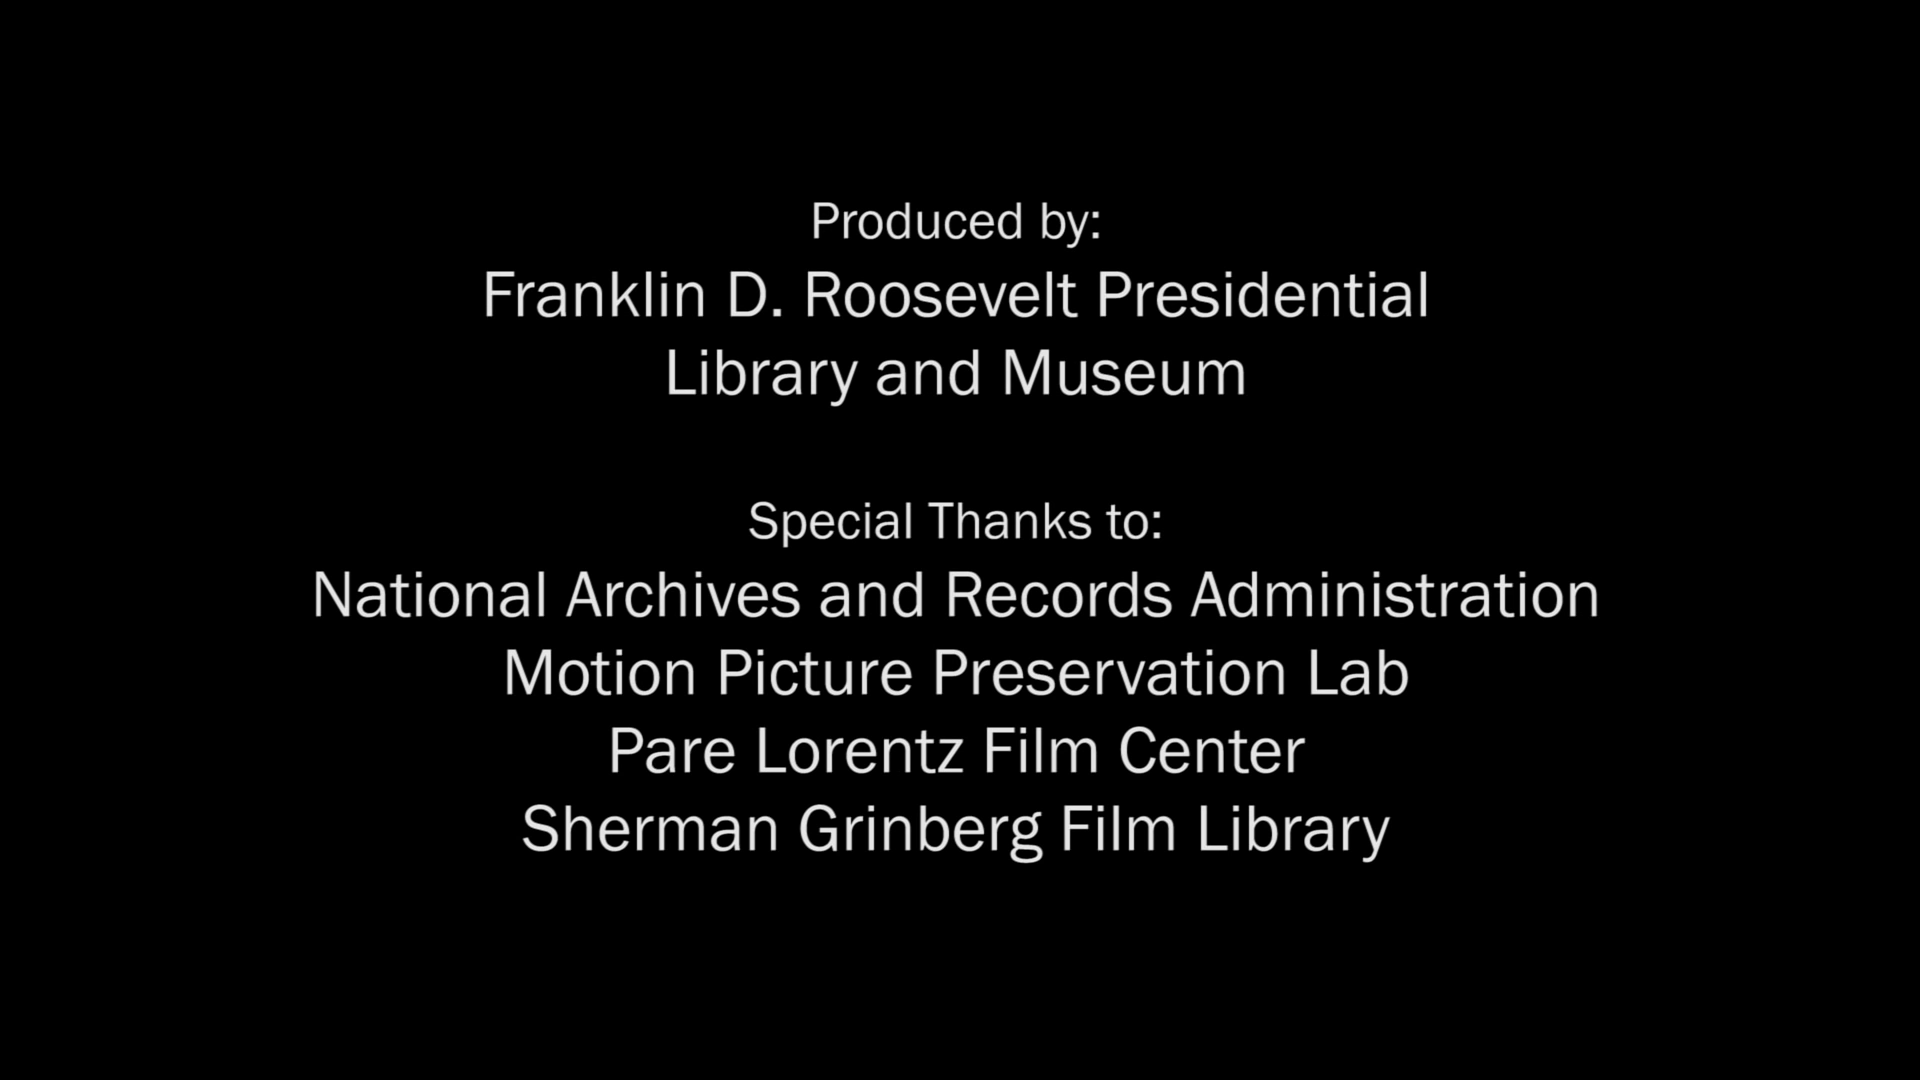 Produced by:
Franklin D. Roosevelt Presidential
Library and Museum
Special Thanks to:
National Archives and Records Administration
Motion Picture Preservation Lab
Pare Lorentz Film Center
Sherman Grinberg Film Library